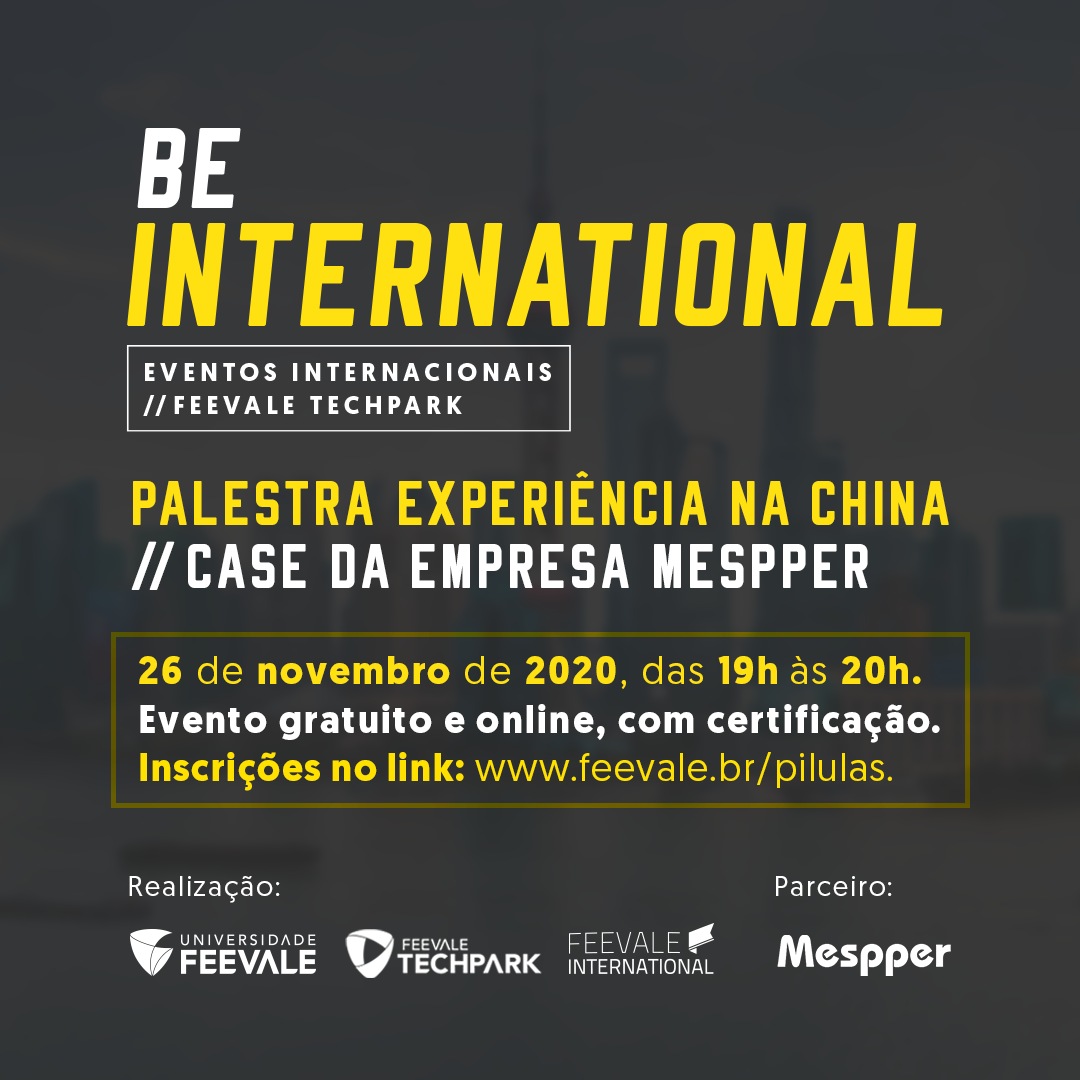 BE
INTERNATIONAL
EVENTOS INTERNACIONAIS
//FEEVALE TECHPARK
PALESTRA EXPERIÊNCIA NA CHINA
//CASE DA EMPRESA MESPPER
26 de novembro de 2020, das 19h às 20h.
Evento gratuito e online, com certificação.
Inscrições no link: www.feevale.br/pilulas.
Realização:
Parceiro:
UNIVERSIDADE
FEEVALE
FEEVALE
TECHPARK
FEEVALE
INTERNATIONAL
Mespper